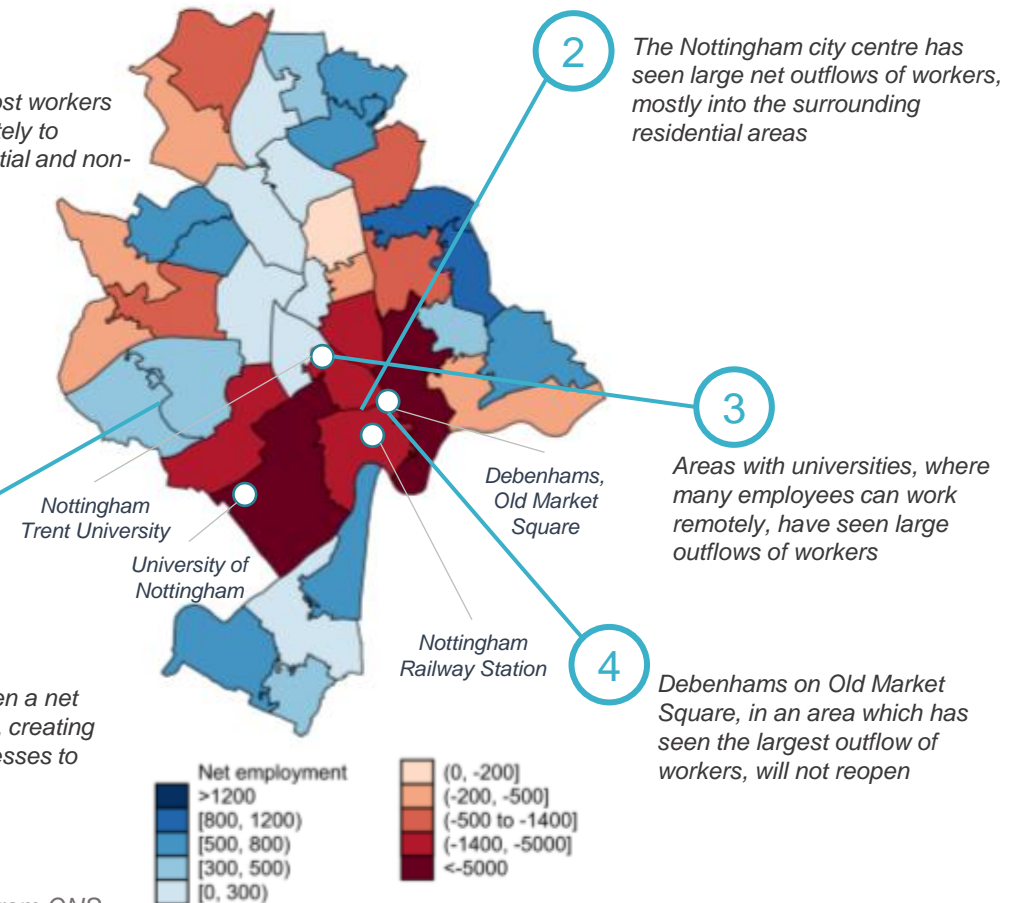 2
The Nottingham city centre has
seen large net outflows of workers,
mostly into the surrounding
residential areas
ost workers
tely to
tial and non-
3
Areas with universities, where
many employees can work
remotely, have seen large
outflows of workers
Nottingham
Trent University
University of
Nottingham
Debenhams,
Old Market
Square
Nottingham
Railway Station
4
Debenhams on Old Market
Square, in an area which has
seen the largest outflow of
workers, will not reopen
en a net
, creating
esses to
Net employment
>1200
[800, 1200)
[500, 800)
[300, 500)
[0, 300)
(0, -200]
(-200, -500]
(-500 to -1400]
(-1400, -5000]
<-5000